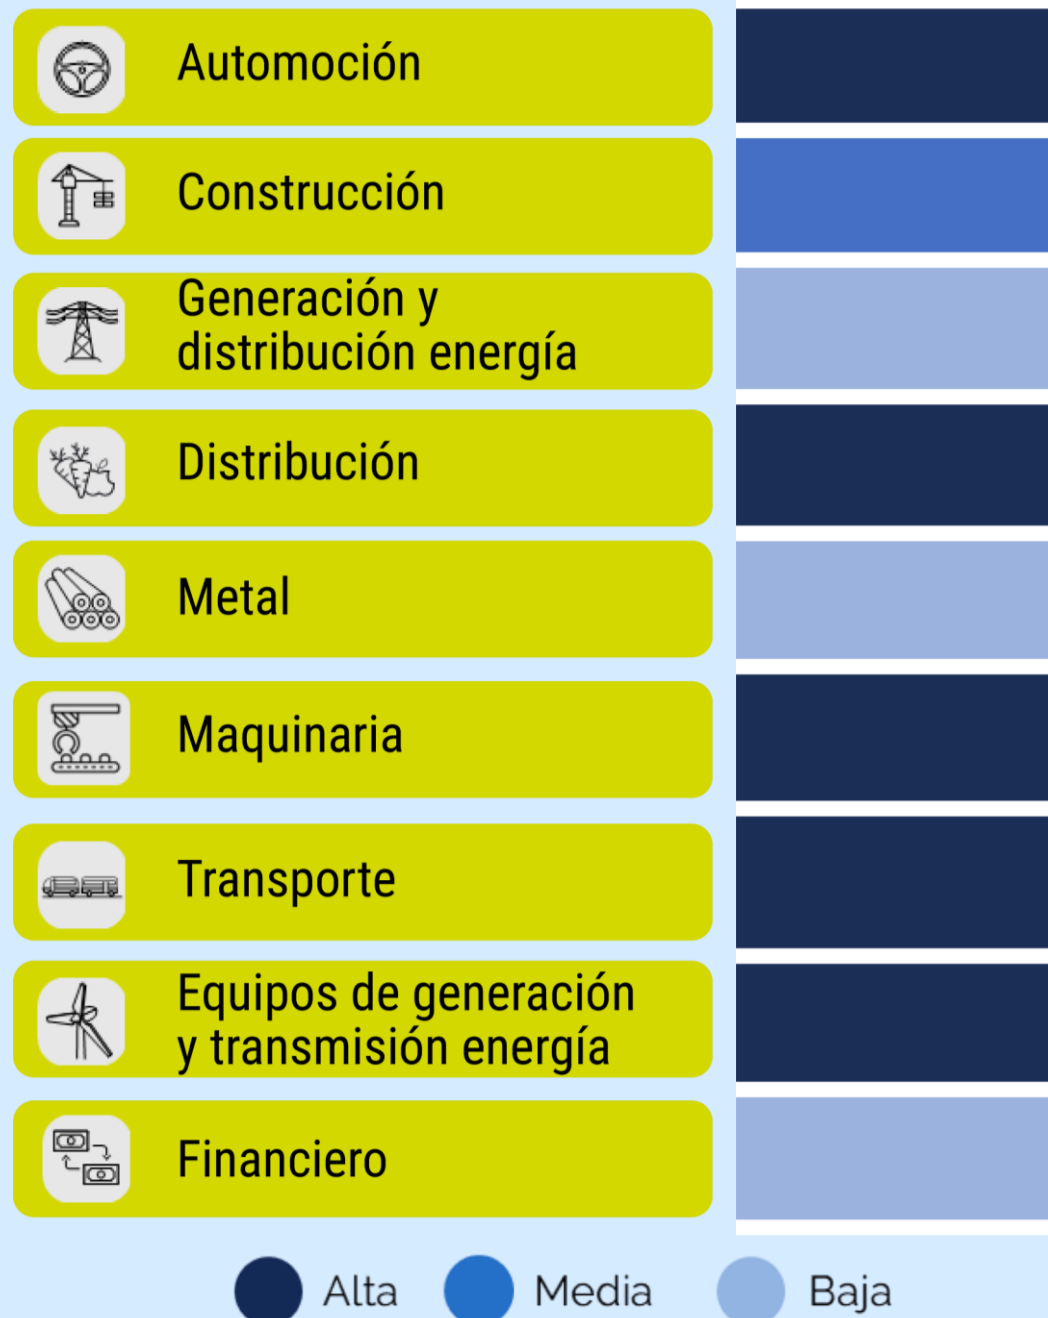 Automoción
Construcción
Generación y
distribución energía
Distribución
Metal
Maquinaria
Transporte
Equipos de generación
y transmisión energía
Financiero
Alta Media Baja